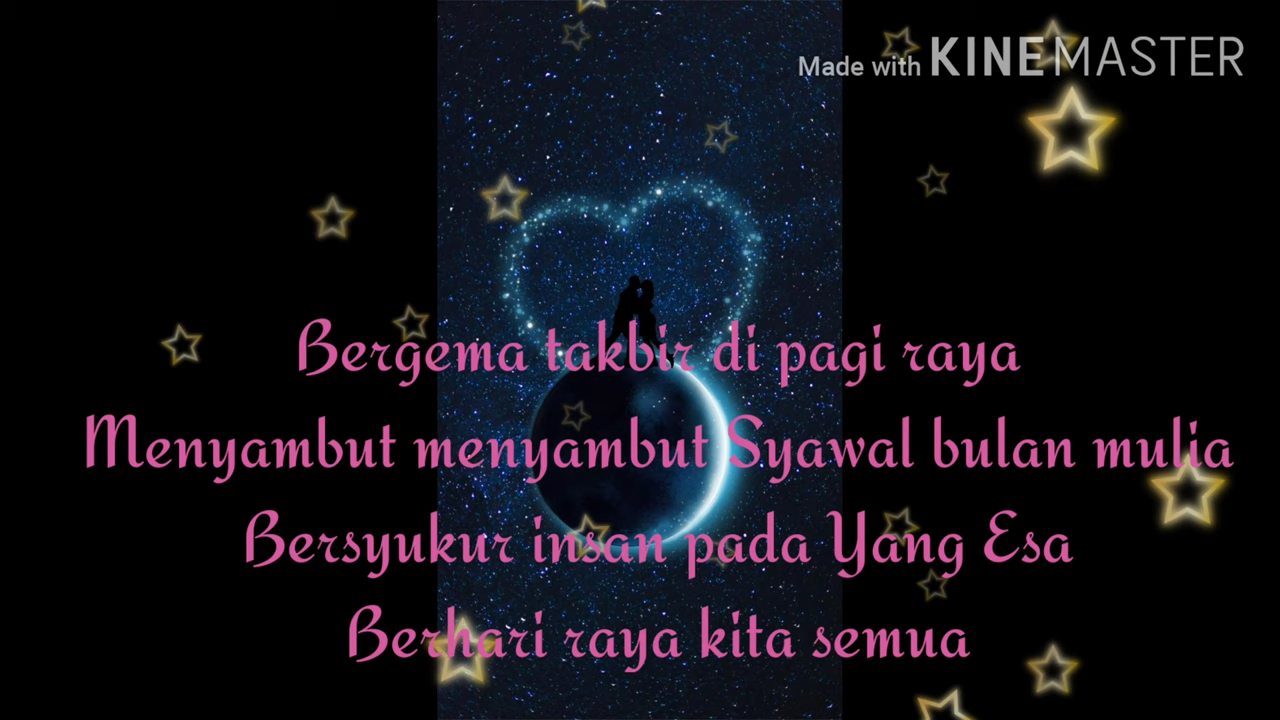 Made with KINEMASTER
Bergema takbir di pagi raya
Menyambut menyambut Syawal bulan mulia
Bersyukur insan pada Yang Esa
Berhari raya kita semua